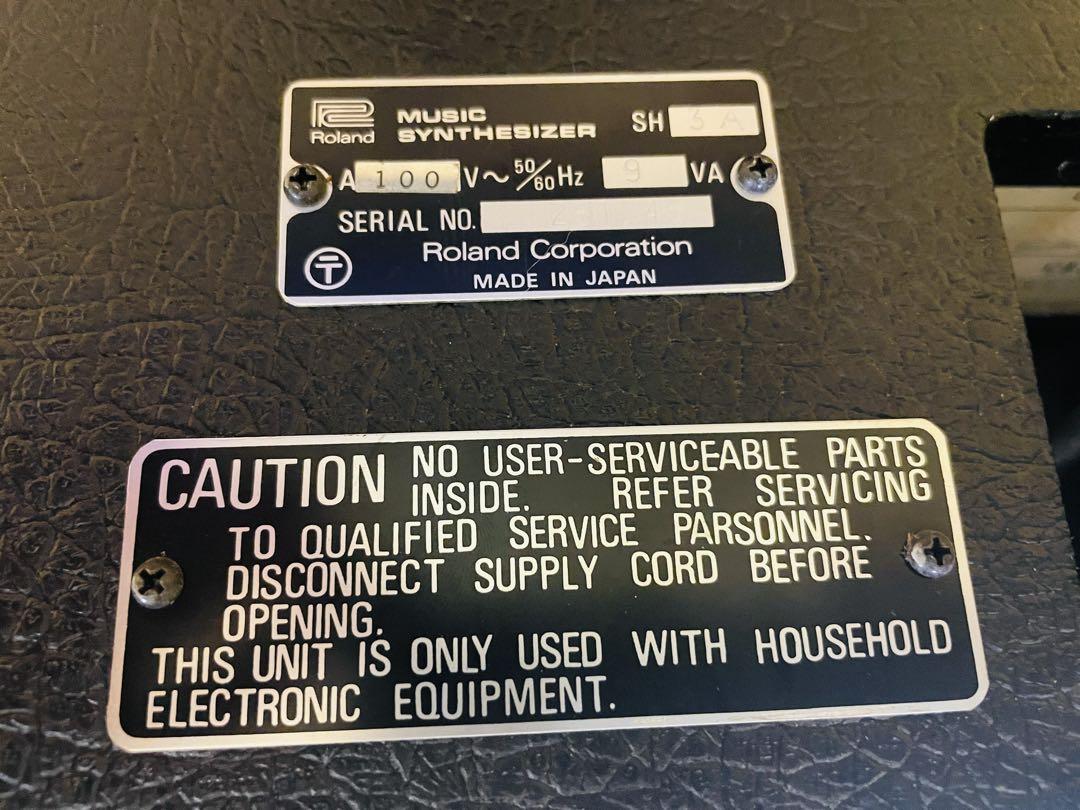 Roland MUSIC SYNTHESIZER SH A
A 100 V~ 50/60 Hz 9 VA
SERIAL NO.
Roland Corporation
MADE IN JAPAN
CAUTION NO USER-SERVICEABLE PARTS
INSIDE. REFER SERVICING
TO QUALIFIED SERVICE PARSONNEL.
DISCONNECT SUPPLY CORD BEFORE
OPENING.
THIS UNIT IS ONLY USED WITH HOUSEHOLD
ELECTRONIC EQUIPMENT.